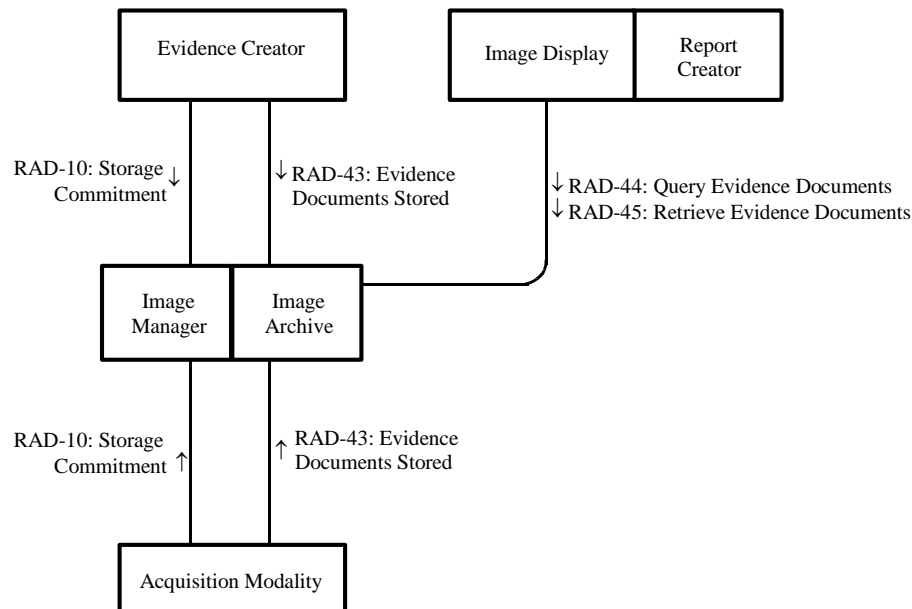 Evidence Creator
Image Display
Report
Creator
RAD-10: Storage
Commitment ↓
↓ RAD-43: Evidence
Documents Stored
↓ RAD-44: Query Evidence Documents
↓ RAD-45: Retrieve Evidence Documents
Image
Manager
Image
Archive
RAD-10: Storage
Commitment ↑
↑ RAD-43: Evidence
Documents Stored
Acquisition Modality